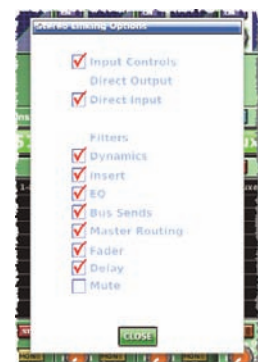 Stereo Linking Options
Input Controls
Direct Output
Direct Input
Filters
Dynamics
Insert
EQ
Bus Sends
Master Routing
Fader
Delay
Mute
CLOSE